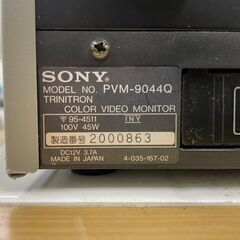 SONY
MODEL NO. PVM-9044Q
TRINITRON
COLOR VIDEO MONITOR
95-4511 INY
100V 45W
製造番号 2000863
DC12V 3.7A
MADE IN JAPAN 4-035-167-02